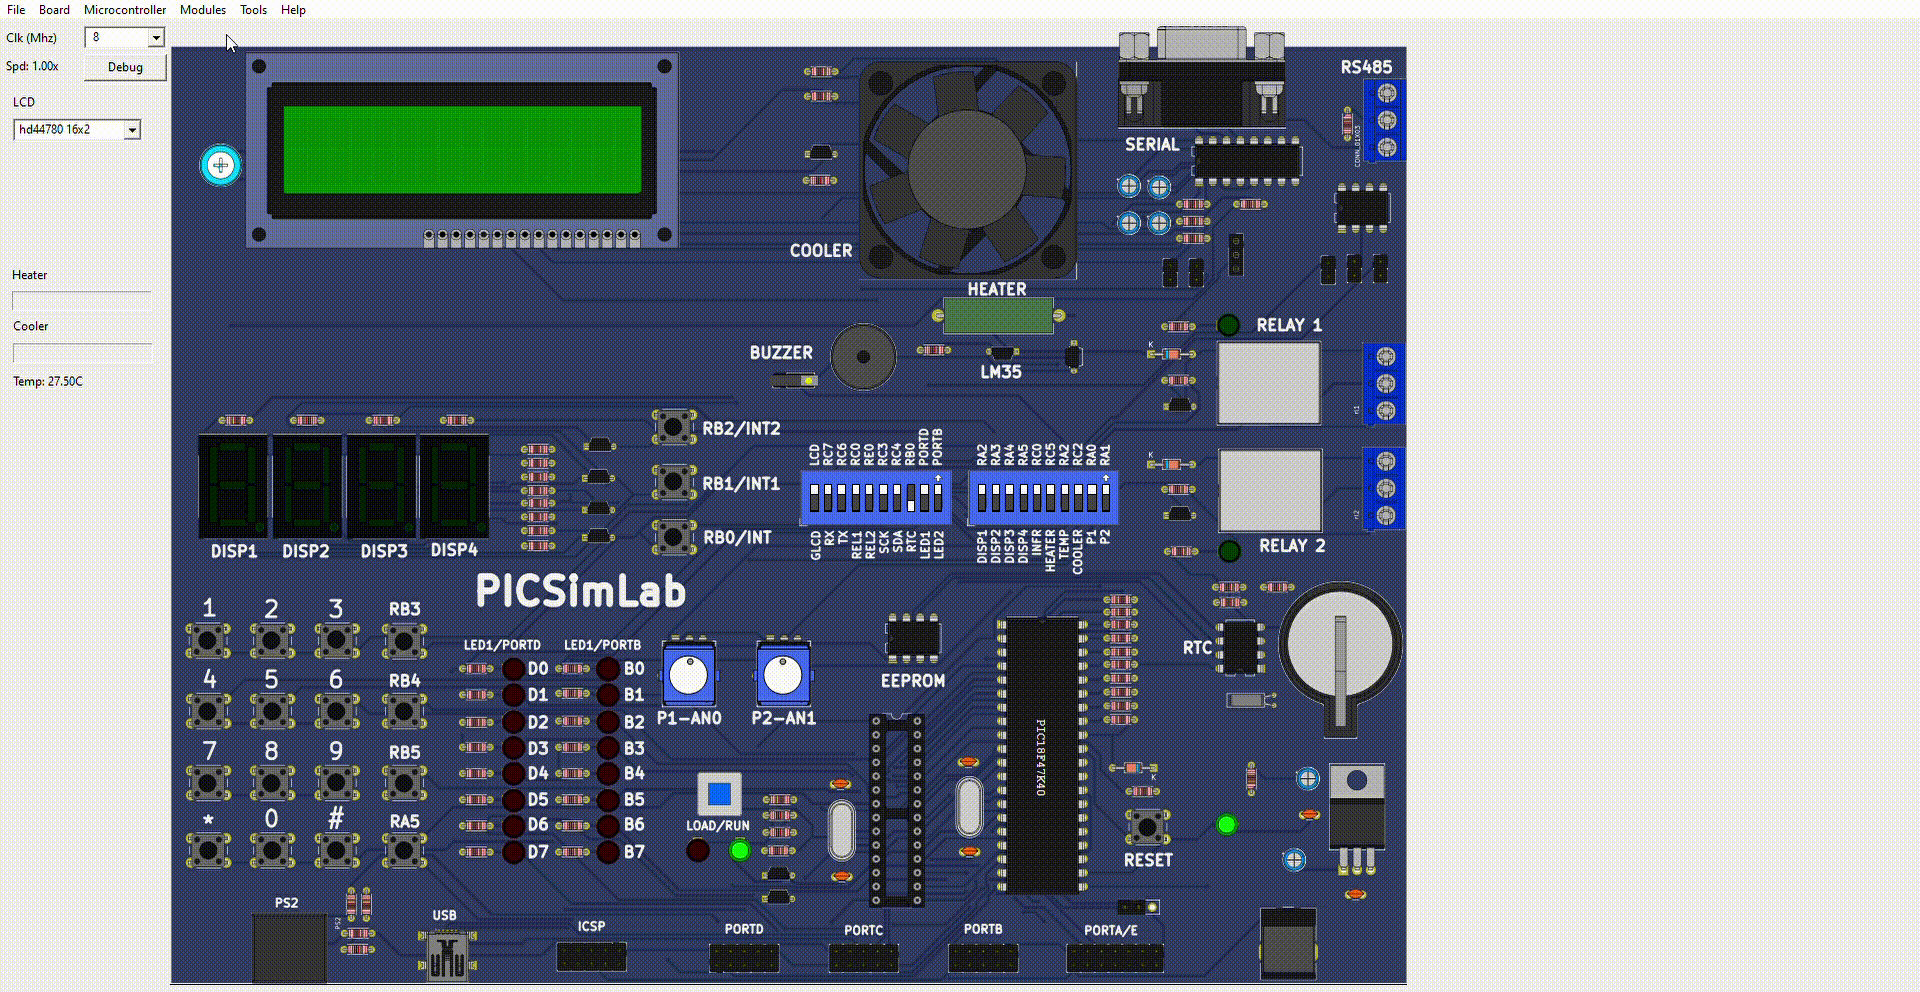 File Board Microcontroller Modules Tools Help
Clk (Mhz) 8
Spd: 1.00x Debug
LCD
hd44780 16x2
Heater
Cooler
Temp: 27.50C
RS485
CONN_01X03
SERIAL
COOLER
HEATER
RELAY 1
BUZZER
LM35
K
RB2/INT2
RB1/INT1
RB0/INT
LCD RC7 RC6 RC0 RE0 RC3 RC4 RB0 PORTD PORTB
RA2 RA3 RA4 RA5 RC0 RC5 RA2 RC2 RA0 RA1
GLCD RX TX REL1 REL2 SCK SDA RTC LED1 LED2
DISP1 DISP2 DISP3 DISP4 INFR HEATER TEMP COOLER P1 P2
K
RELAY 2
DISP1 DISP2 DISP3 DISP4
PICSimLab
1 2 3 RB3
4 5 6 RB4
7 8 9 RB5
* 0 # RA5
LED1/PORTD LED1/PORTB
D0 B0
D1 B1
D2 B2
D3 B3
D4 B4
D5 B5
D6 B6
D7 B7
P1-AN0 P2-AN1
EEPROM
RTC
PIC18F47K40
K
LOAD/RUN
RESET
PS2
PS2
USB
ICSP
PORTD
PORTC
PORTB
PORTA/E